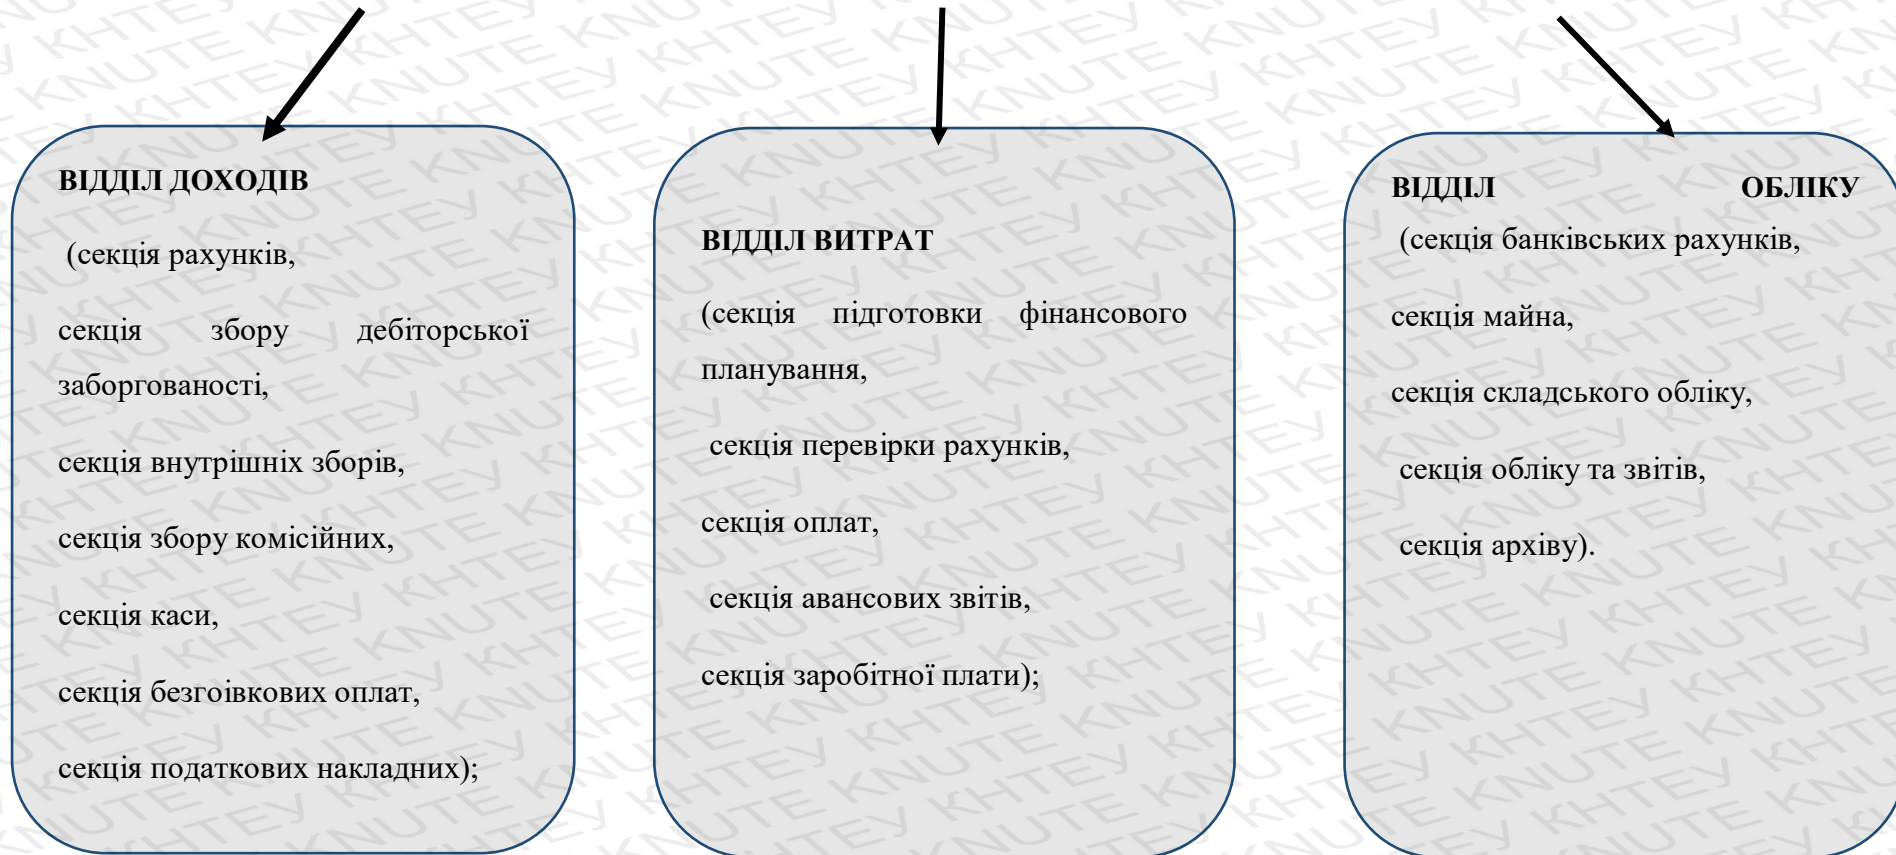 ВІДДІЛ ДОХОДІВ
(секція рахунків,
секція збору дебіторської
заборгованості,
секція внутрішніх зборів,
секція збору комісійних,
секція каси,
секція безгоівкових оплат,
секція податкових накладних);
ВІДДІЛ ВИТРАТ
(секція підготовки фінансового
планування,
секція перевірки рахунків,
секція оплат,
секція авансових звітів,
секція заробітної плати);
ВІДДІЛ ОБЛІКУ
(секція банківських рахунків,
секція майна,
секція складського обліку,
секція обліку та звітів,
секція архіву).